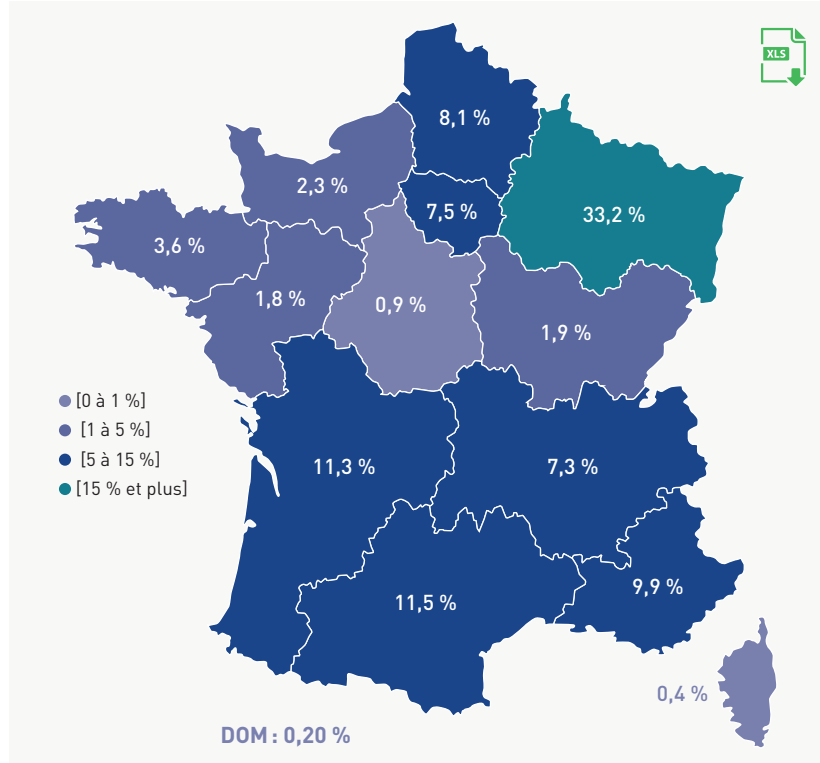 XLS
8,1 %
2,3 %
7,5 %
33,2 %
3,6 %
1,8 %
0,9 %
1,9 %
[0 à 1 %]
[1 à 5 %]
[5 à 15 %]
[15 % et plus]
11,3 %
7,3 %
9,9 %
11,5 %
0,4 %
DOM : 0,20 %